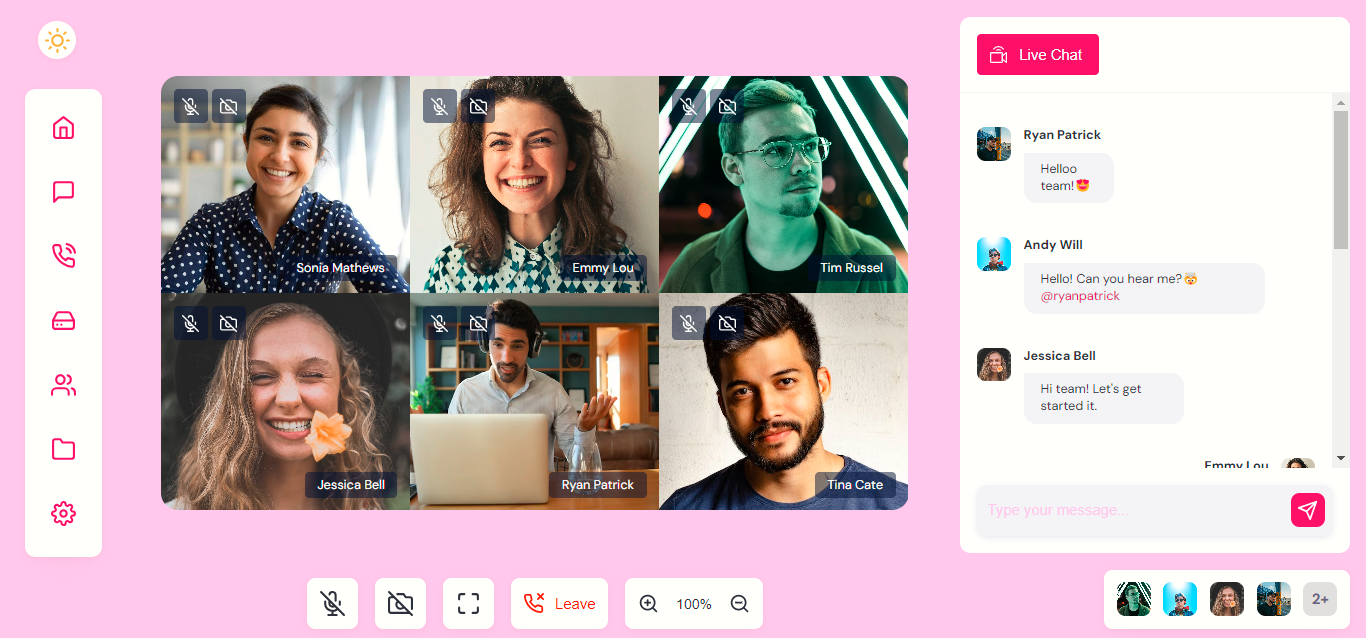 Live Chat
Sonia Mathews
Emmy Lou
Tim Russel
Jessica Bell
Ryan Patrick
Tina Cate
Ryan Patrick
Helloo
team!😍
Andy Will
Hello! Can you hear me?🤯
@ryanpatrick
Jessica Bell
Hi team! Let's get
started it.
Emmy Lou
Type your message...
Leave
100%
2+